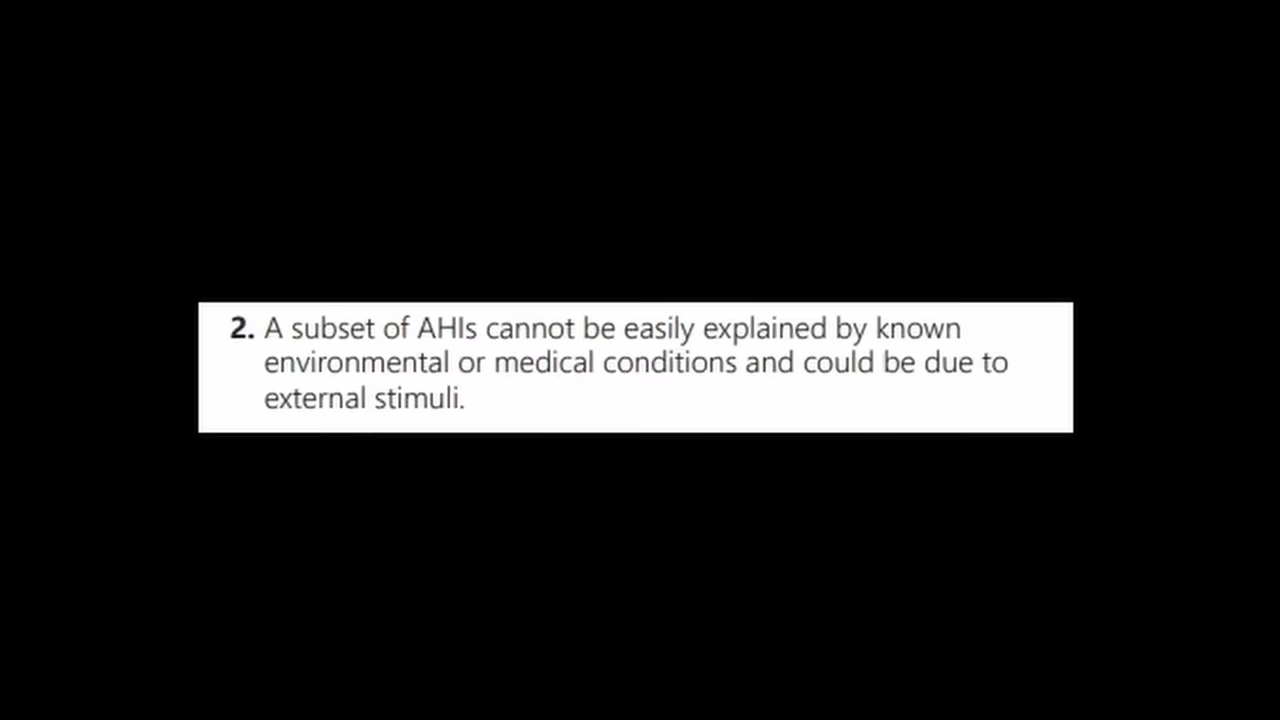 2. A subset of AHIs cannot be easily explained by known
environmental or medical conditions and could be due to
external stimuli.